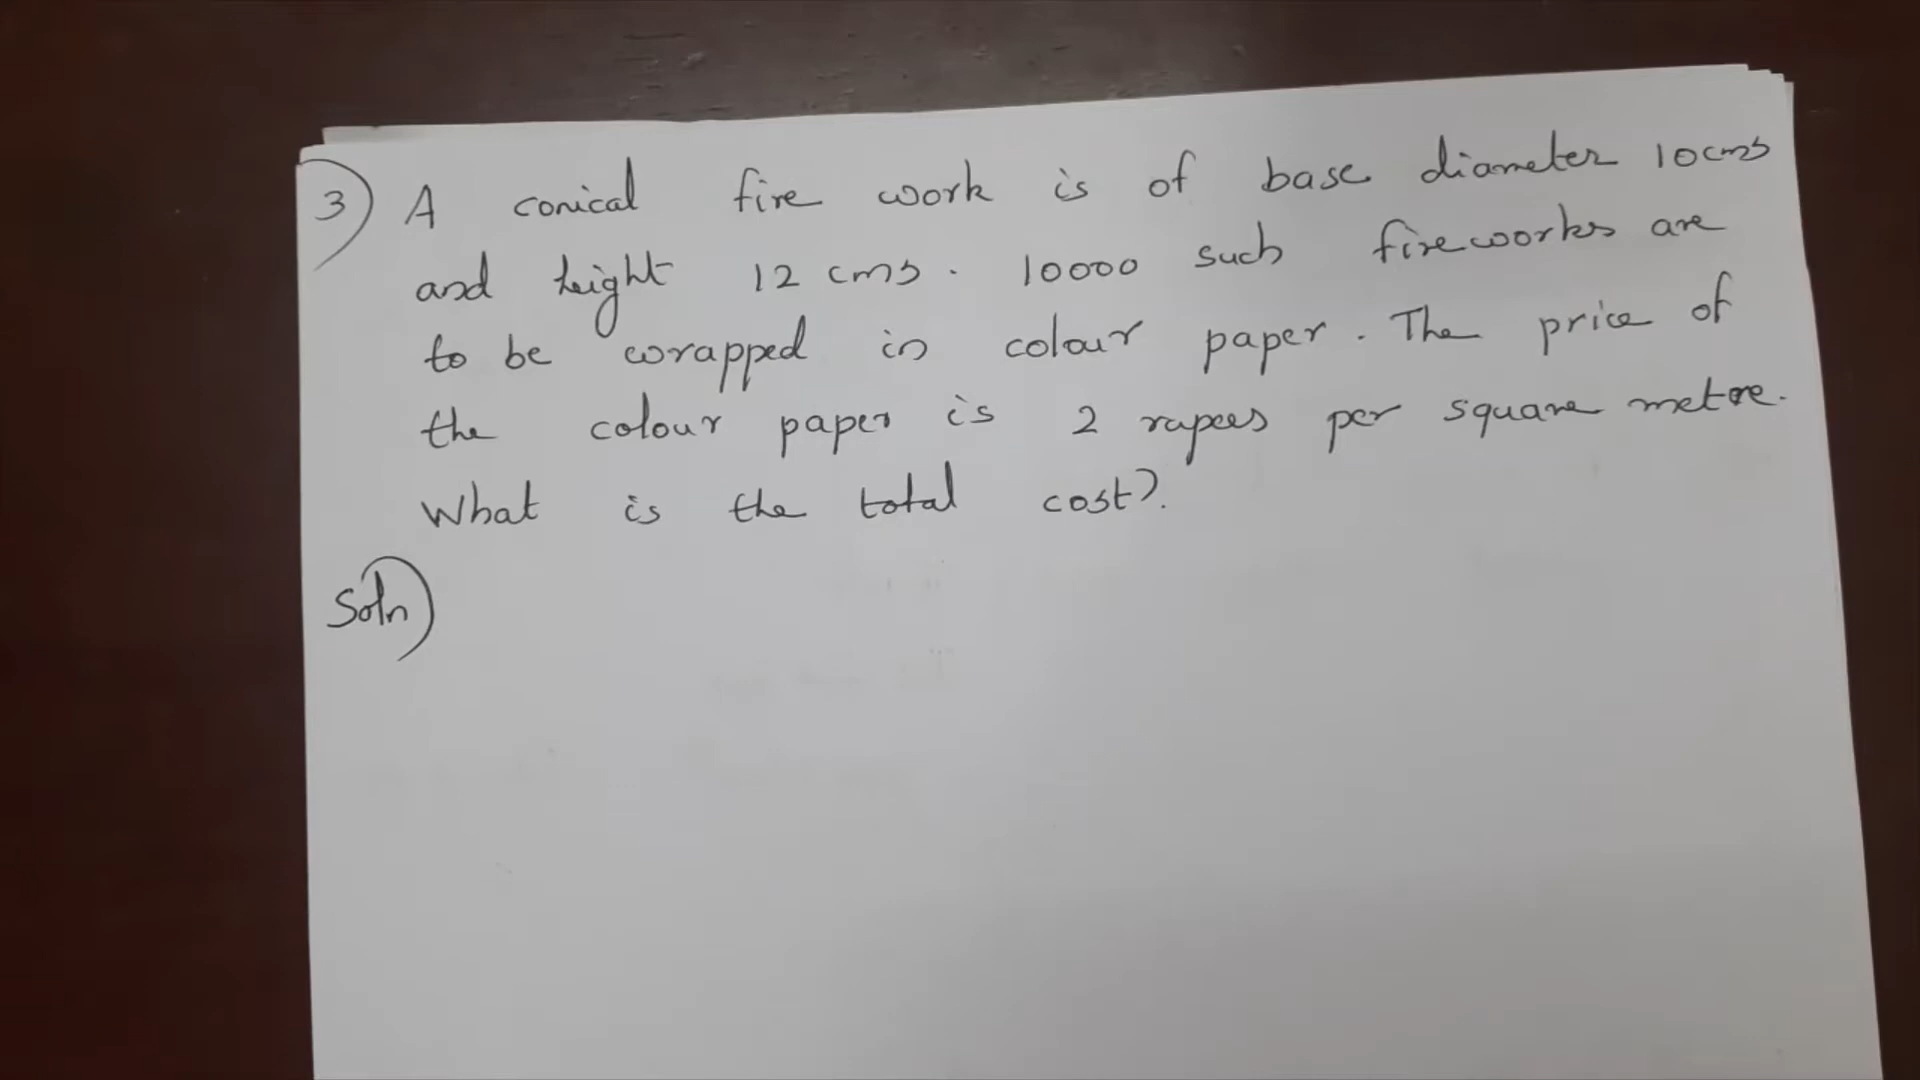 3) A conical fire work is of base diameter 10cms
and height 12 cms. 10000 such fireworks are
to be wrapped in colour paper. The price of
the colour paper is 2 rupees per square metre.
What is the total cost?.
Soln)